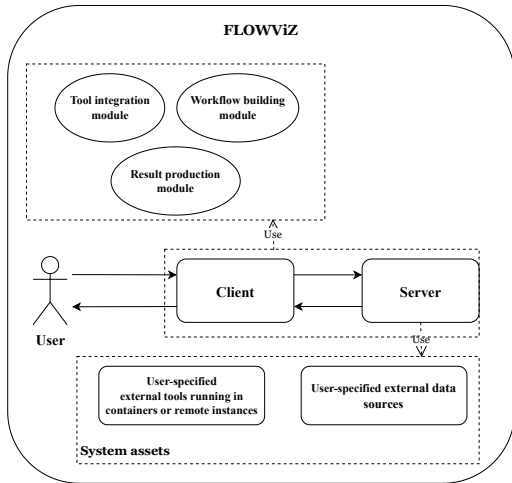 FLOWViZ
Tool integration
module
Workflow building
module
Result production
module
Use
Client
Server
User
Use
User-specified
external tools running in
containers or remote instances
User-specified external data
sources
System assets